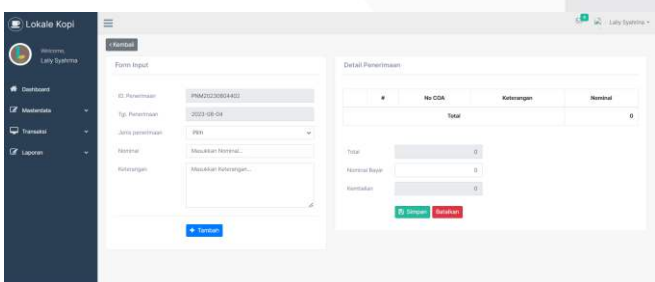 Lokale Kopi
4
Laily Syahrina
Welcome,
Laily Syahrina
Dashboard
Masterdata
Transaksi
Laporan
< Kembali
Form Input
ID Penerimaan
PNM20230804402
Tgl. Penerimaan
2023-08-04
Jenis penerimaan
Pilih
Nominal
Masukkan Nominal...
Keterangan
Masukkan Keterangan...
+ Tambah
Detail Penerimaan
# No COA Keterangan Nominal
Total 0
Total 0
Nominal Bayar 0
Kembalian 0
Simpan Batalkan